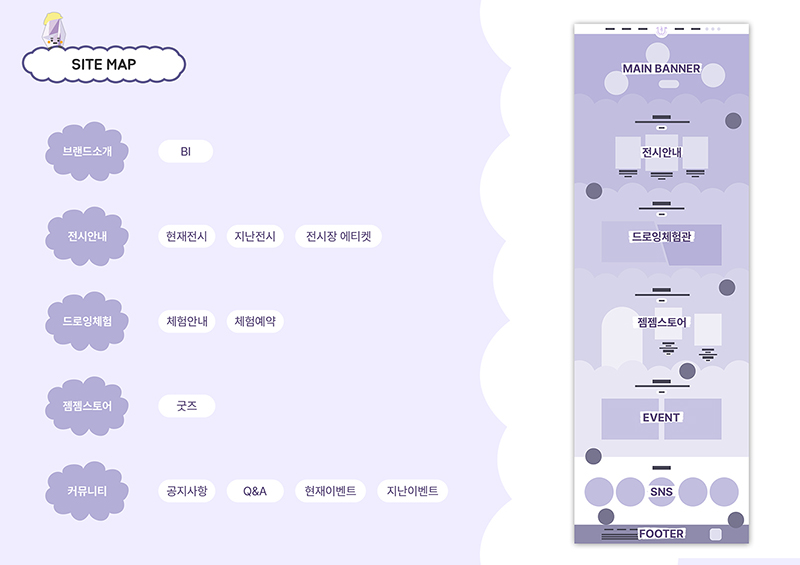 SITE MAP
브랜드소개
BI
전시안내
현재전시
지난전시
전시장 에티켓
드로잉체험
체험안내
체험예약
젬젬스토어
굿즈
커뮤니티
공지사항
Q&A
현재이벤트
지난이벤트
MAIN BANNER
전시안내
드로잉체험관
젬젬스토어
EVENT
SNS
FOOTER